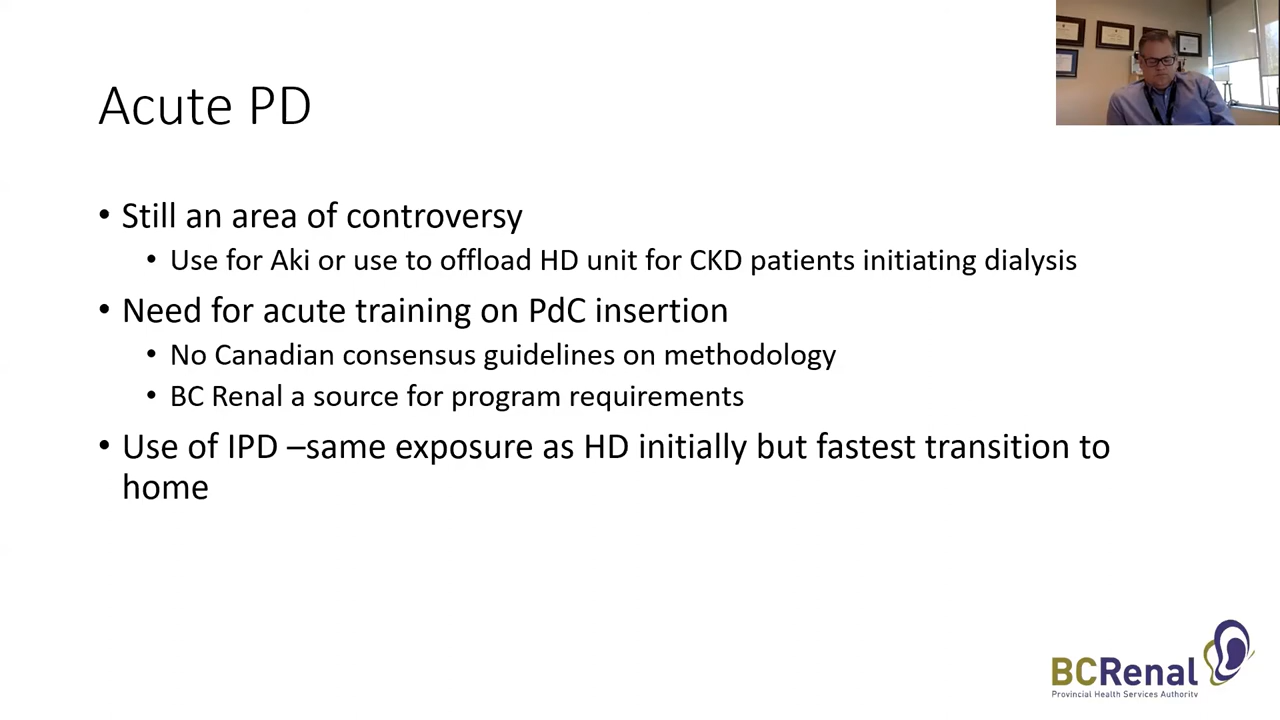 Acute PD
• Still an area of controversy
• Use for Aki or use to offload HD unit for CKD patients initiating dialysis
• Need for acute training on PdC insertion
• No Canadian consensus guidelines on methodology
• BC Renal a source for program requirements
• Use of IPD –same exposure as HD initially but fastest transition to
home
BCRenal
Provincial Health Services Authority